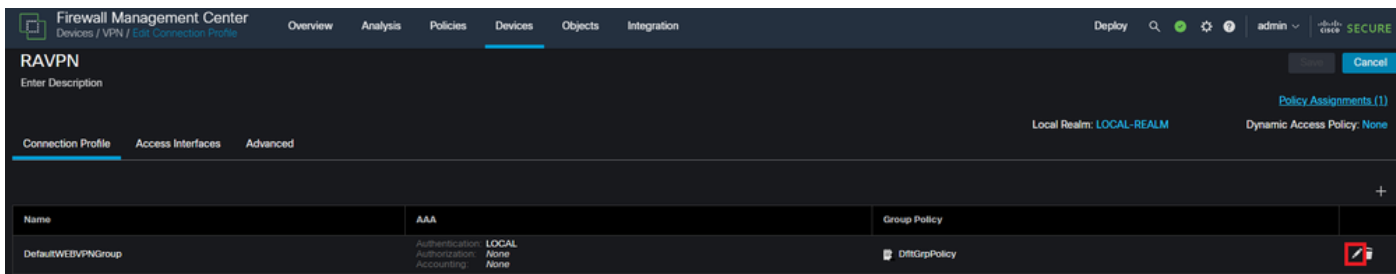 Firewall Management Center
Devices / VPN / Edit Connection Profile
Overview Analysis Policies Devices Objects Integration Deploy admin cisco SECURE
RAVPN
Save Cancel
Enter Description
Policy Assignments (1)
Local Realm: LOCAL-REALM Dynamic Access Policy: None
Connection Profile Access Interfaces Advanced
Name AAA Group Policy
DefaultWEBVPNGroup
Authentication: LOCAL
Authorization: None
Accounting: None
DfltGrpPolicy